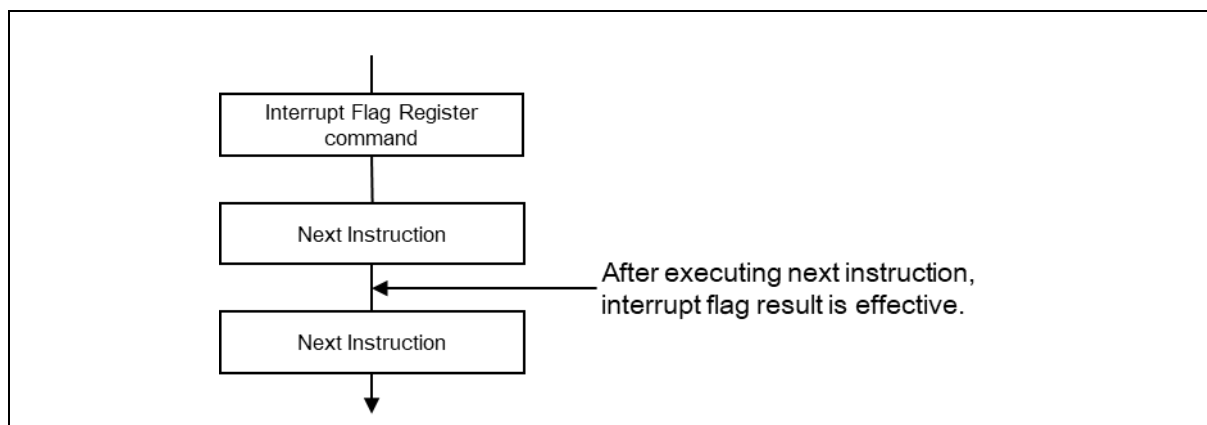 Interrupt Flag Register
command
Next Instruction
After executing next instruction,
interrupt flag result is effective.
Next Instruction